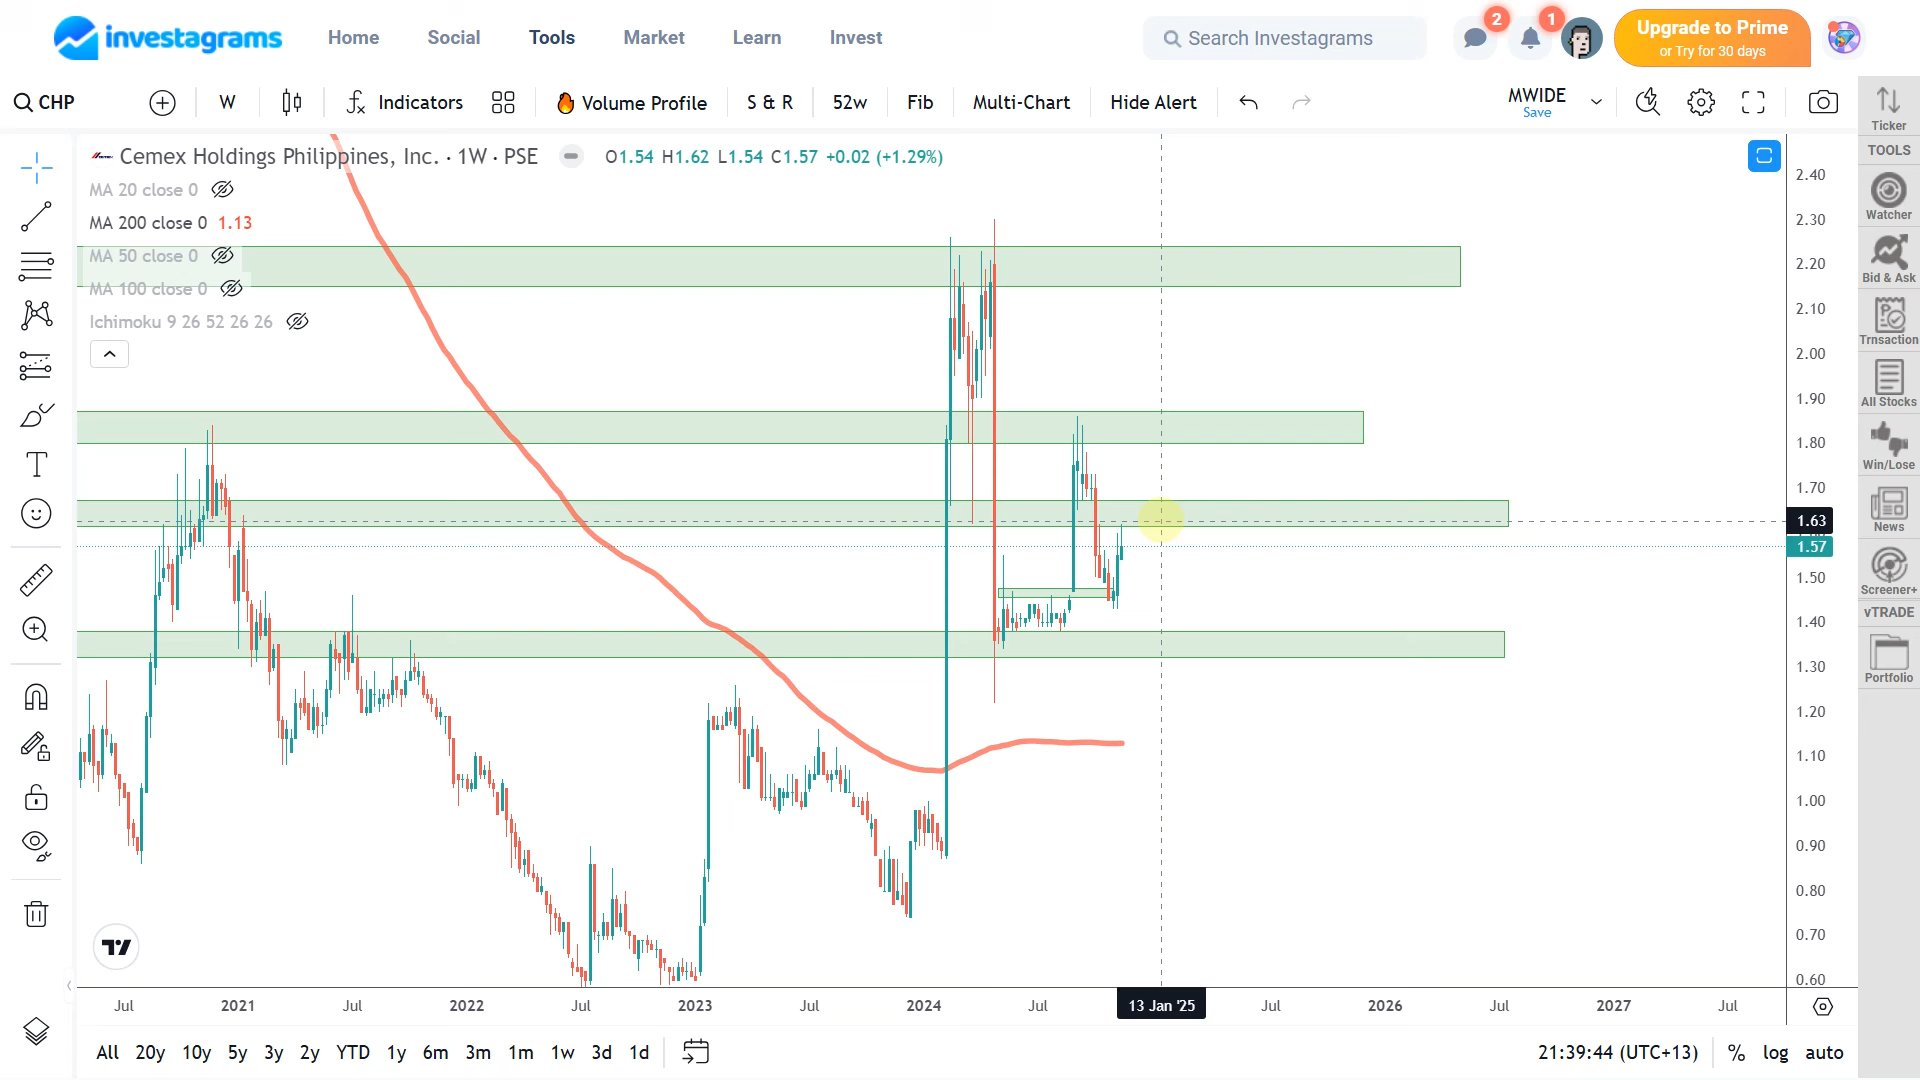 investagrams Home Social Tools Market Learn Invest Search Investagrams 2 1 Upgrade to Prime
or Try for 30 days
CHP W Indicators Volume Profile S & R 52w Fib Multi-Chart Hide Alert MWIDE
Save
Ticker
TOOLS
Watcher
Bid & Ask
Trnsaction
All Stocks
Win/Lose
News
Screener+
vTRADE
Portfolio
Cemex Holdings Philippines, Inc. · 1W · PSE O1.54 H1.62 L1.54 C1.57 +0.02 (+1.29%)
MA 20 close 0
MA 200 close 0 1.13
MA 50 close 0
MA 100 close 0
Ichimoku 9 26 52 26 26
2.40
2.30
2.20
2.10
2.00
1.90
1.80
1.70
1.63
1.57
1.50
1.40
1.30
1.20
1.10
1.00
0.90
0.80
0.70
0.60
Jul 2021 Jul 2022 Jul 2023 Jul 2024 Jul 13 Jan '25 Jul 2026 Jul 2027 Jul
All 20y 10y 5y 3y 2y YTD 1y 6m 3m 1m 1w 3d 1d 21:39:44 (UTC+13) % log auto